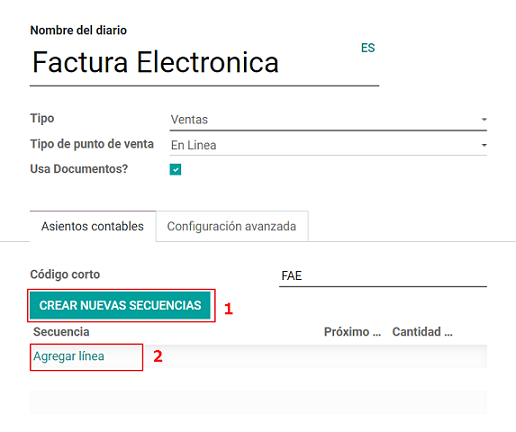 Nombre del diario
Factura Electronica ES
Tipo Ventas
Tipo de punto de venta En Linea
Usa Documentos?
Asientos contables Configuración avanzada
Código corto FAE
CREAR NUEVAS SECUENCIAS 1
Secuencia Próximo ... Cantidad ...
Agregar línea 2